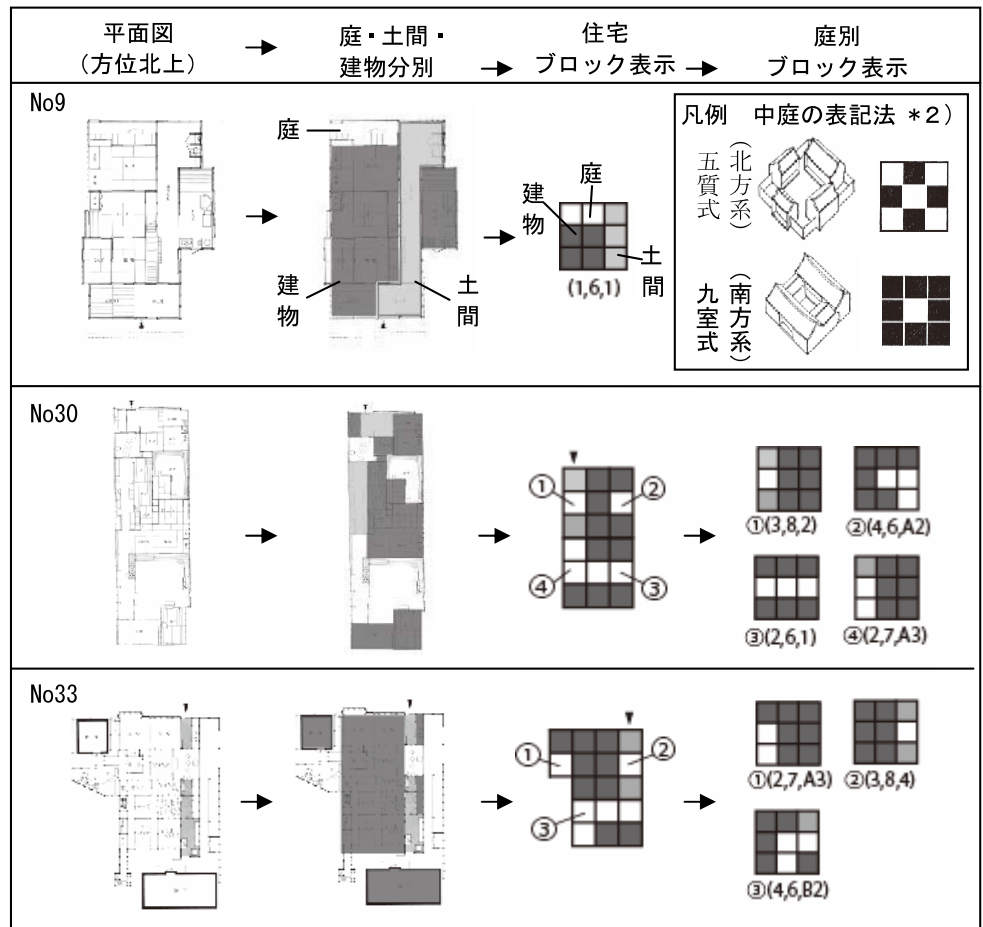 平面図
（方位北上）
庭・土間・
建物分別
住宅
ブロック表示
庭別
ブロック表示
No9
庭
建物
土間
庭
建物
土間
(1,6,1)
凡例　中庭の表記法 *2）
（北方系）
五質式
（南方系）
九室式
No30
①
②
④
③
①(3,8,2)
②(4,6,A2)
③(2,6,1)
④(2,7,A3)
No33
①
②
③
①(2,7,A3)
②(3,8,4)
③(4,6,B2)